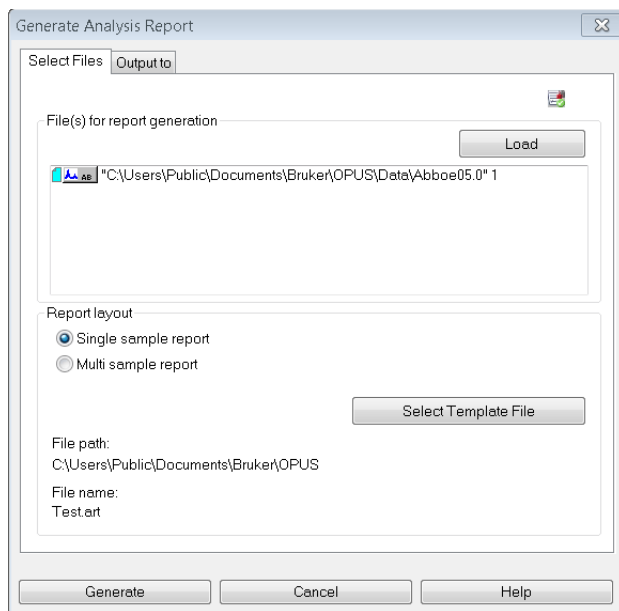 Generate Analysis Report
Select Files
Output to
File(s) for report generation
Load
AB "C:\Users\Public\Documents\Bruker\OPUS\Data\Abboe05.0" 1
Report layout
Single sample report
Multi sample report
Select Template File
File path:
C:\Users\Public\Documents\Bruker\OPUS
File name:
Test.art
Generate
Cancel
Help